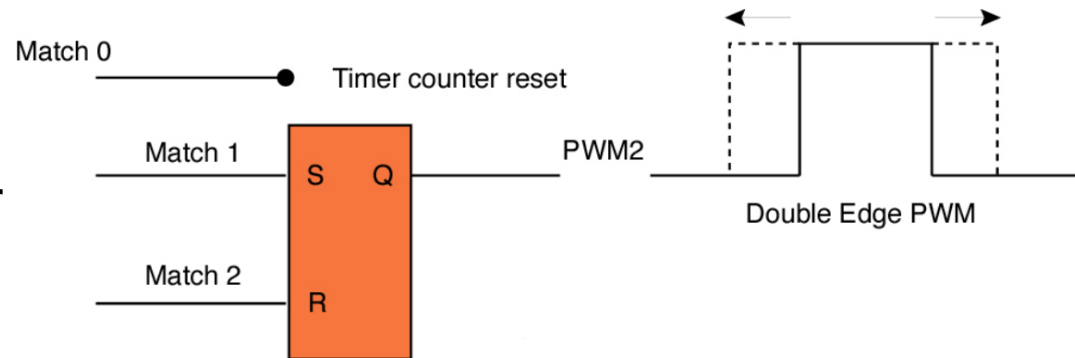 Match 0
Timer counter reset
Match 1
S
Q
PWM2
Double Edge PWM
Match 2
R